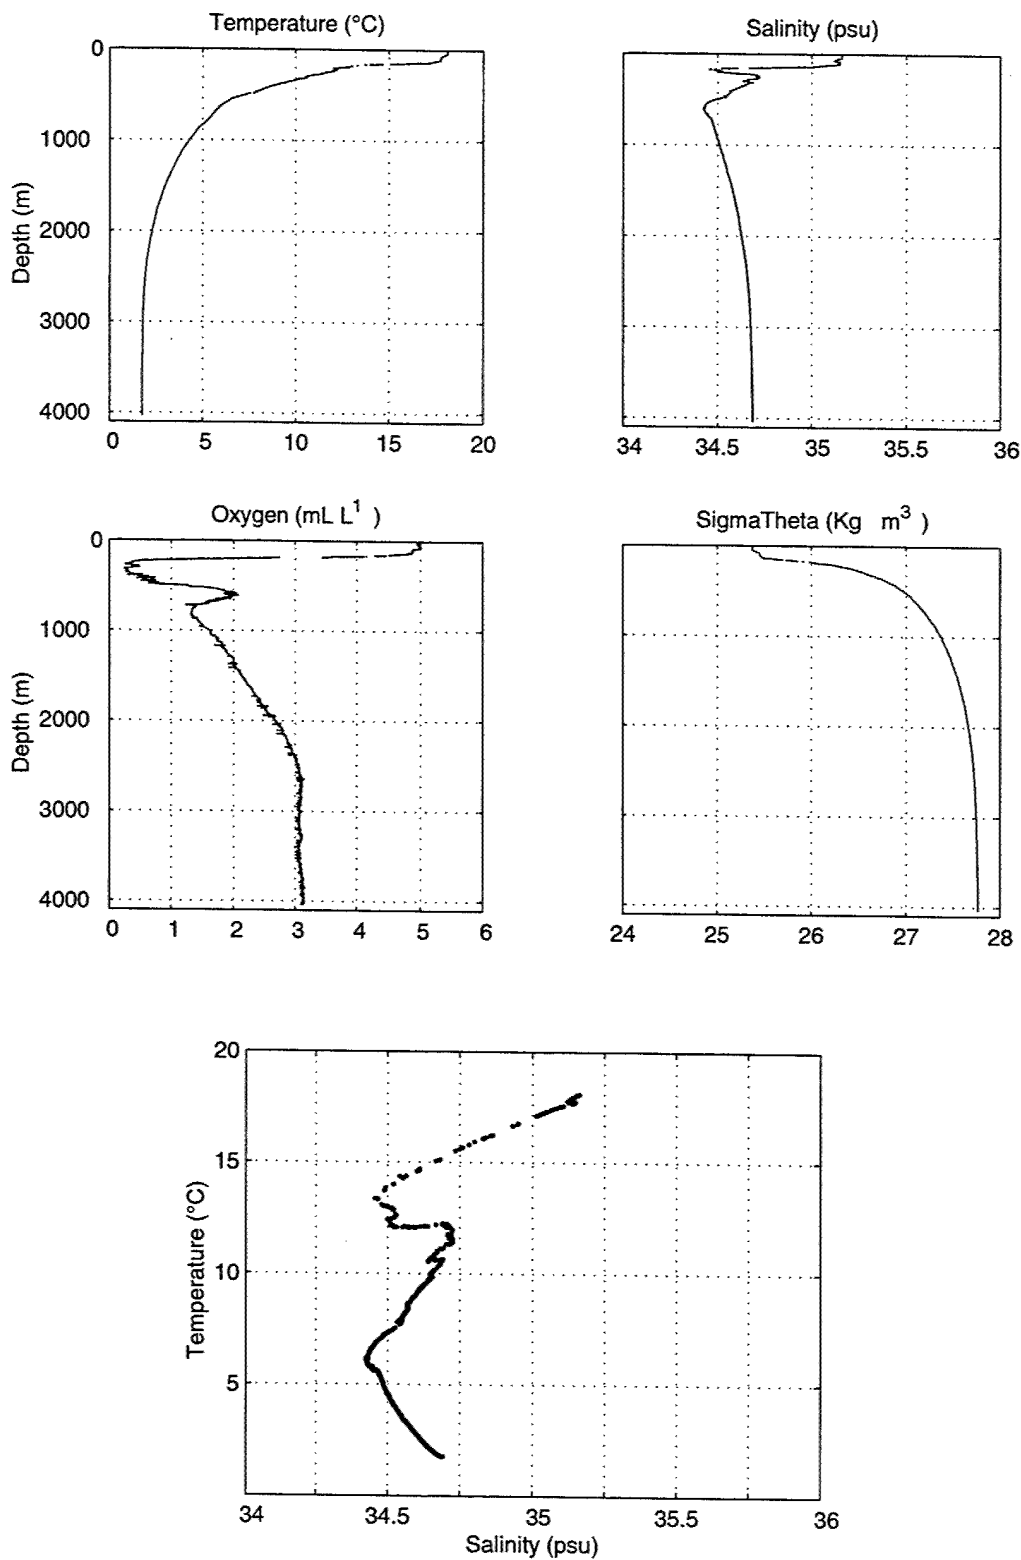 Temperature (°C)
Salinity (psu)
0
1000
2000
3000
4000
Depth (m)
0 5 10 15 20
34 34.5 35 35.5 36
Oxygen (mL L1 )
SigmaTheta (Kg m3 )
0
1000
2000
3000
4000
Depth (m)
0 1 2 3 4 5 6
24 25 26 27 28
20
15
10
5
Temperature (°C)
34 34.5 35 35.5 36
Salinity (psu)